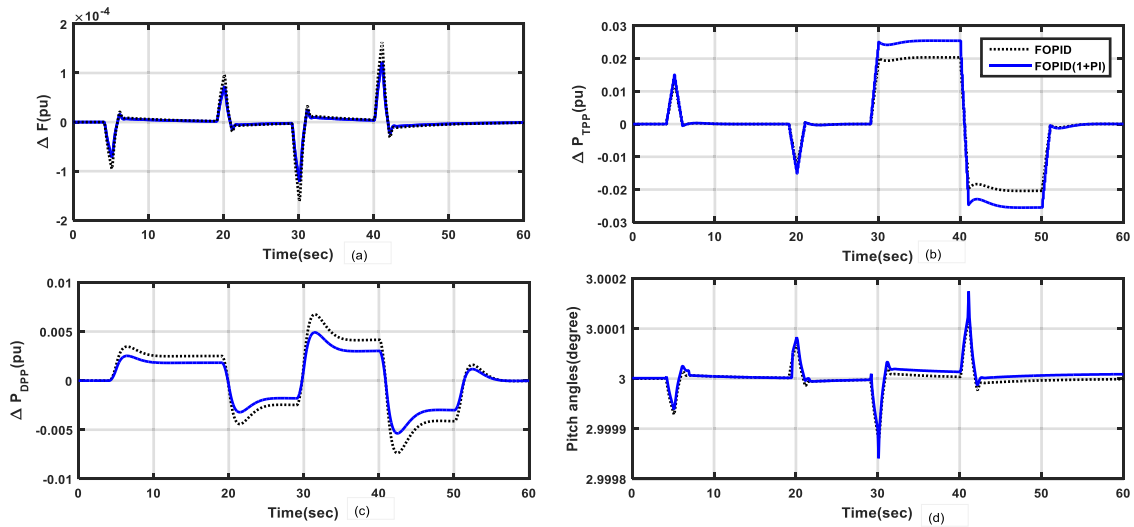 ×10-4
2
1
0
-1
-2
Δ F(pu)
0 10 20 30 40 50 60
Time(sec) (a)
0.03
0.02
0.01
0
-0.01
-0.02
-0.03
Δ PTPP(pu)
FOPID
FOPID(1+PI)
0 10 20 30 40 50 60
Time(sec) (b)
0.01
0.005
0
-0.005
-0.01
Δ PDPP(pu)
0 10 20 30 40 50 60
Time(sec) (c)
3.0002
3.0001
3
2.9999
2.9998
Pitch angles(degree)
0 10 20 30 40 50 60
Time(sec) (d)